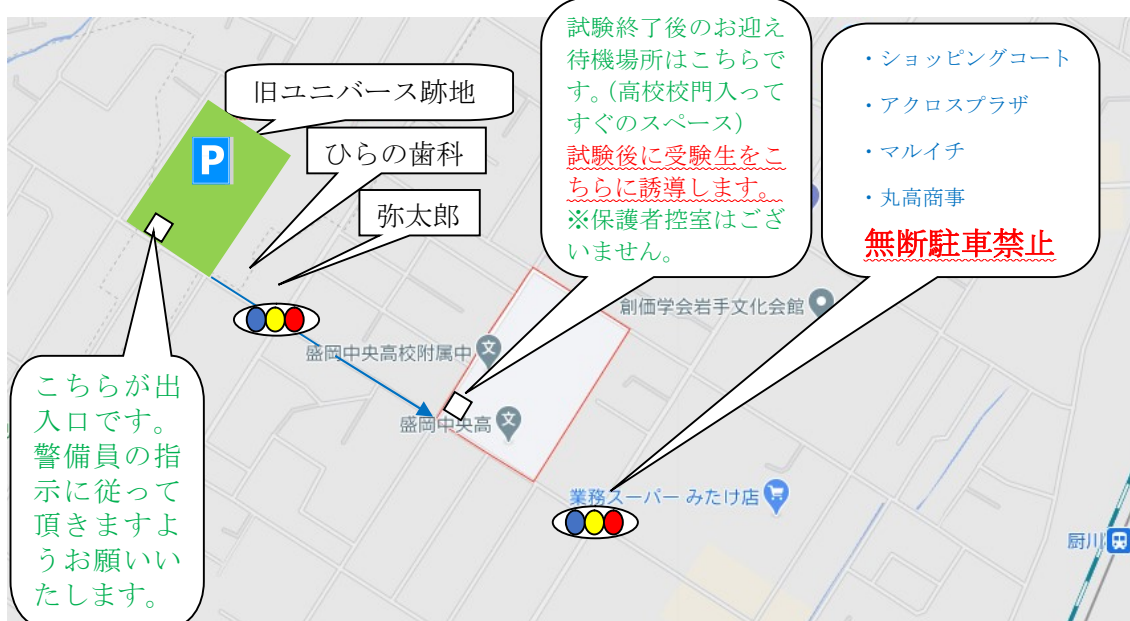 旧ユニバース跡地
P
ひらの歯科
弥太郎
試験終了後のお迎え
待機場所はこちらで
す。（高校校門入って
すぐのスペース）
試験後に受験生をこ
ちらに誘導します。
※保護者控室はござ
いません。
・ショッピングコート
・アクロスプラザ
・マルイチ
・丸高商事
無断駐車禁止
創価学会岩手文化会館
盛岡中央高校附属中
文
盛岡中央高
文
こちらが出
入口です。
警備員の指
示に従って
頂きますよ
うお願いい
たします。
業務スーパー みたけ店
厨川